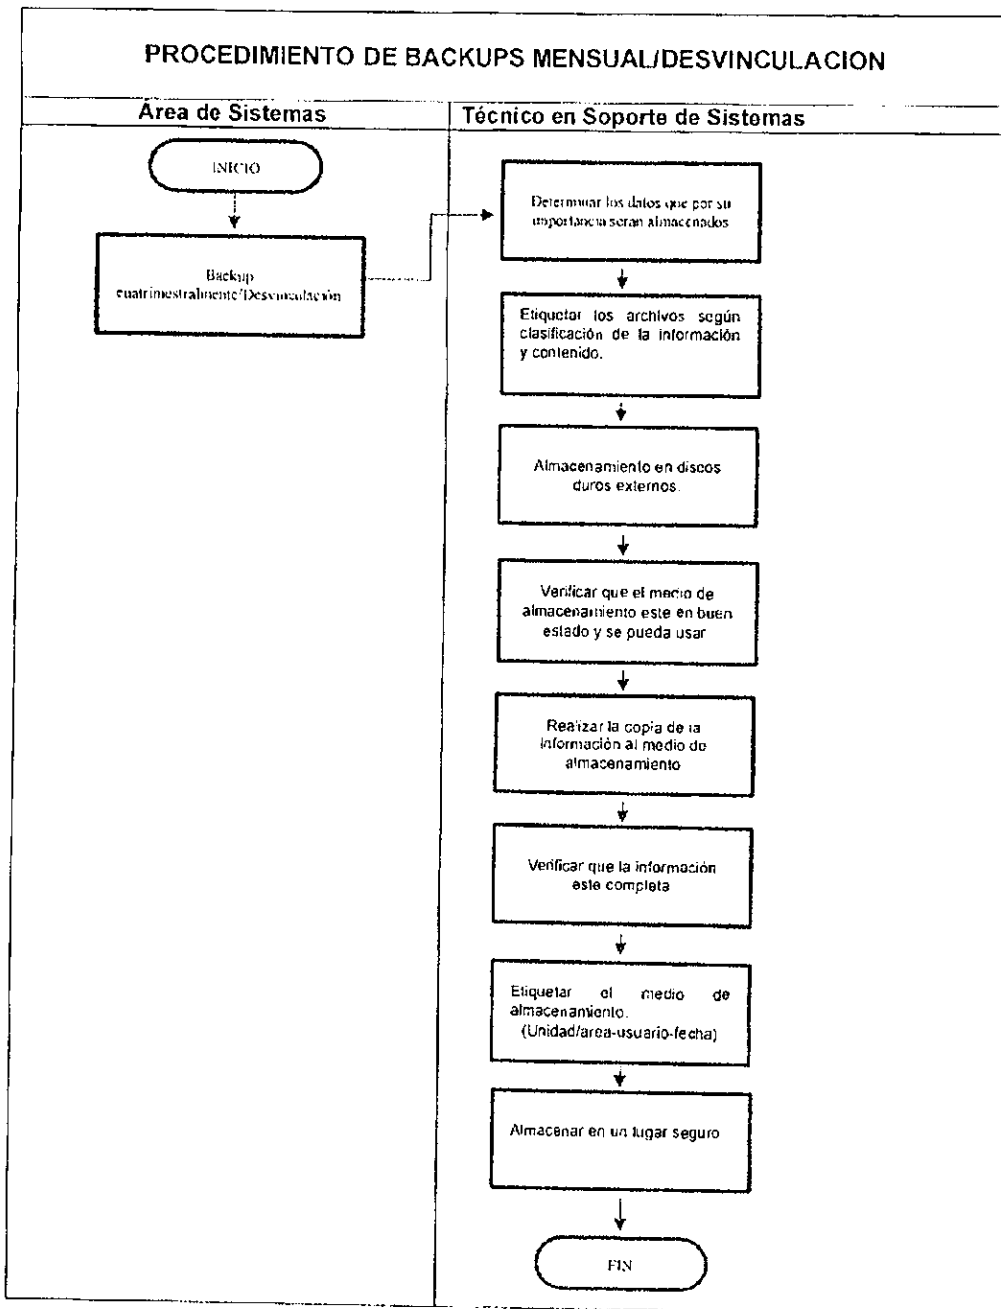 PROCEDIMIENTO DE BACKUPS MENSUAL/DESVINCULACION
Área de Sistemas
Técnico en Soporte de Sistemas
INICIO
Backup
cuatrimestralmente/Desvinculación
Determinar los datos que por su
importancia seran almacenados
Etiquetar los archivos según
clasificación de la información
y contenido.
Almacenamiento en discos
duros externos.
Verificar que el medio de
almacenamiento este en buen
estado y se pueda usar
Realizar la copia de la
información al medio de
almacenamiento
Verificar que la información
este completa
Etiquetar el medio de
almacenamiento.
(Unidad/area-usuario-fecha)
Almacenar en un lugar seguro
FIN